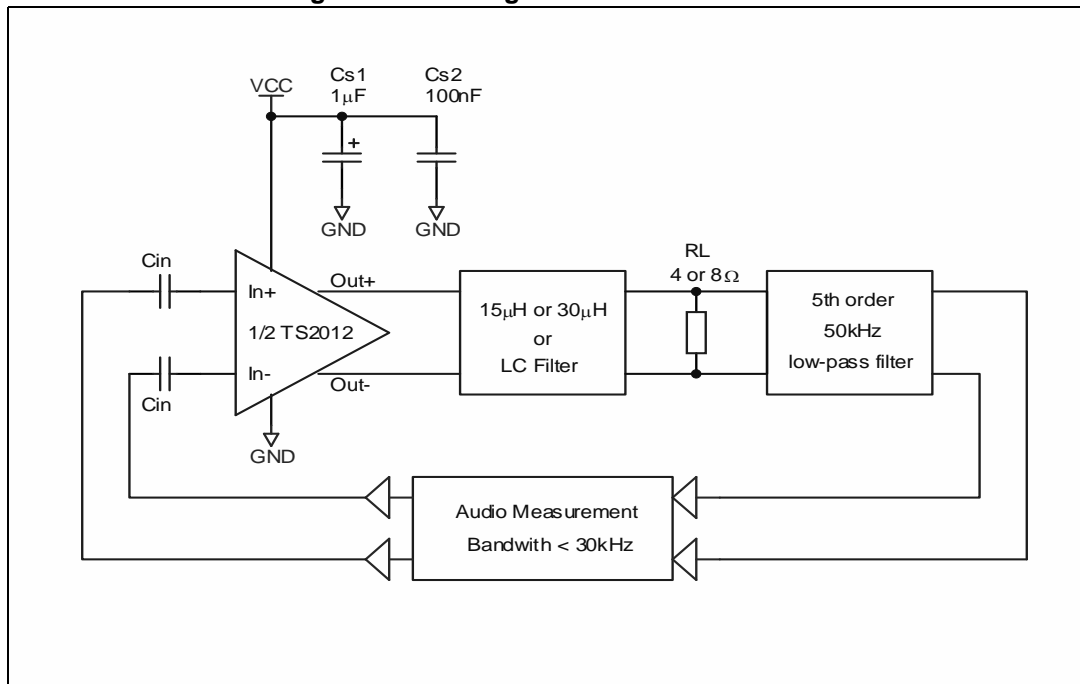 VCC
Cs1
1µF
Cs2
100nF
+
GND
GND
Cin
In+
Out+
1/2 TS2012
In-
Out-
Cin
GND
15µH or 30µH
or
LC Filter
RL
4 or 8Ω
5th order
50kHz
low-pass filter
Audio Measurement
Bandwith < 30kHz